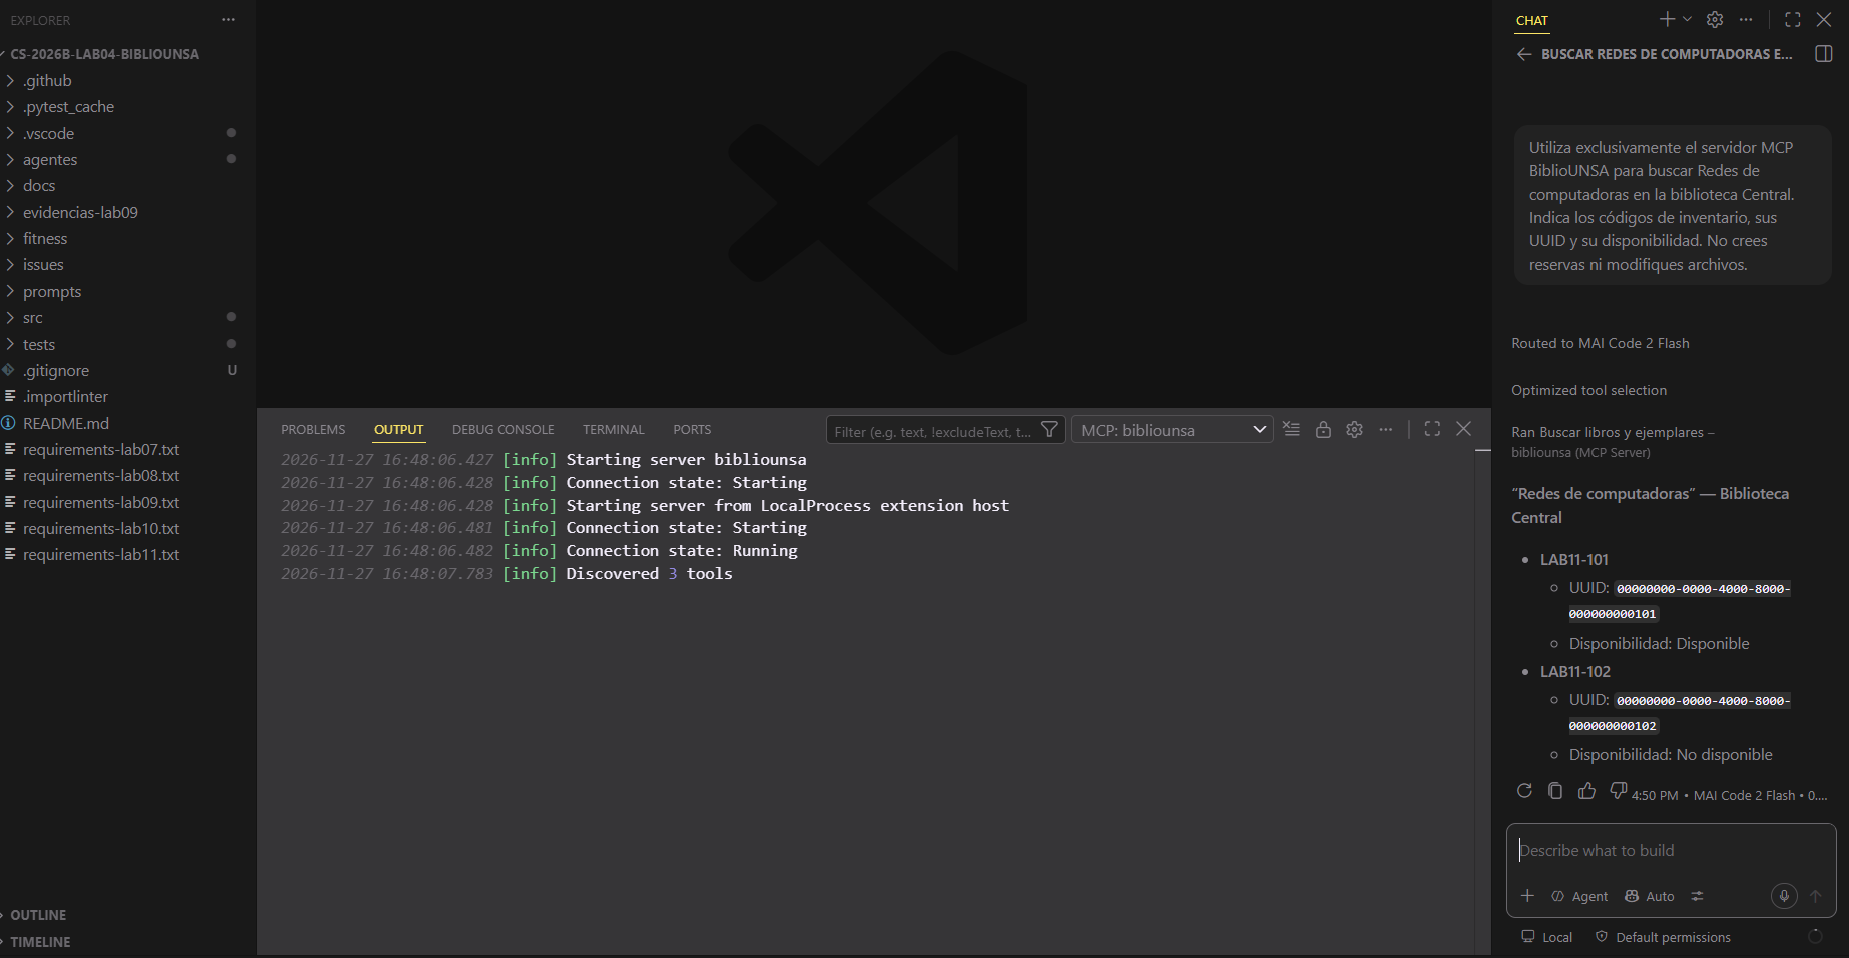 EXPLORER
CS-2026B-LAB04-BIBLIOUNSA
.github
.pytest_cache
.vscode
agentes
docs
evidencias-lab09
fitness
issues
prompts
src
tests
.gitignore U
.importlinter
README.md
requirements-lab07.txt
requirements-lab08.txt
requirements-lab09.txt
requirements-lab10.txt
requirements-lab11.txt
OUTLINE
TIMELINE
PROBLEMS OUTPUT DEBUG CONSOLE TERMINAL PORTS
Filter (e.g. text, !excludeText, t...
MCP: bibliounsa
2026-11-27 16:48:06.427 [info] Starting server bibliounsa
2026-11-27 16:48:06.428 [info] Connection state: Starting
2026-11-27 16:48:06.428 [info] Starting server from LocalProcess extension host
2026-11-27 16:48:06.481 [info] Connection state: Starting
2026-11-27 16:48:06.482 [info] Connection state: Running
2026-11-27 16:48:07.783 [info] Discovered 3 tools
CHAT
BUSCAR REDES DE COMPUTADORAS E...
Utiliza exclusivamente el servidor MCP
BiblioUNSA para buscar Redes de
computadoras en la biblioteca Central.
Indica los códigos de inventario, sus
UUID y su disponibilidad. No crees
reservas ni modifiques archivos.
Routed to MAI Code 2 Flash
Optimized tool selection
Ran Buscar libros y ejemplares –
bibliounsa (MCP Server)
“Redes de computadoras” — Biblioteca
Central
• LAB11-101
UUID: 00000000-0000-4000-8000-
000000000101
Disponibilidad: Disponible
• LAB11-102
UUID: 00000000-0000-4000-8000-
000000000102
Disponibilidad: No disponible
4:50 PM • MAI Code 2 Flash • 0....
Describe what to build
Agent Auto
Local Default permissions